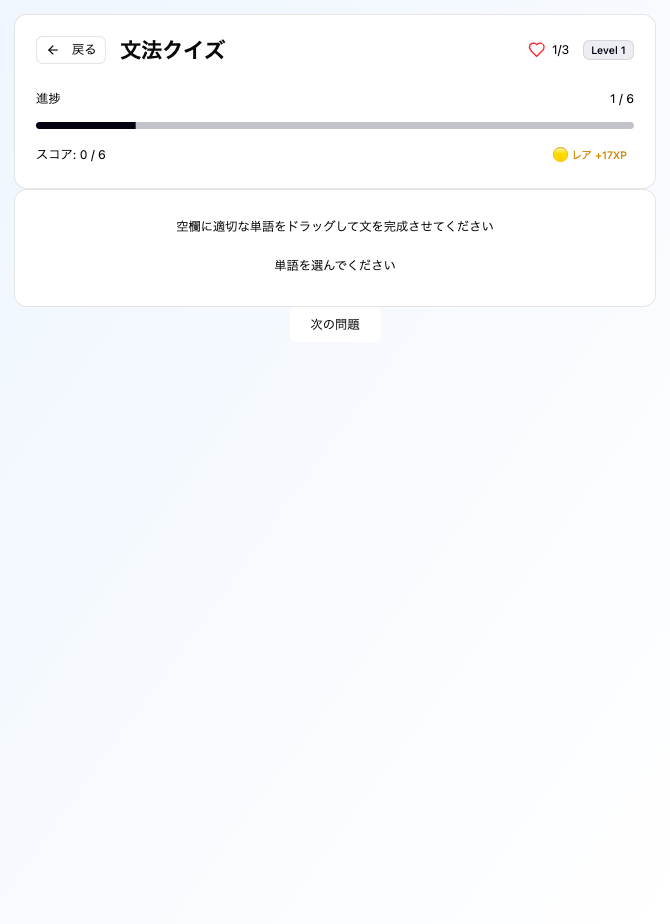 戻る 文法クイズ 1/3 Level 1
進捗 1 / 6
スコア: 0 / 6 レア +17XP
空欄に適切な単語をドラッグして文を完成させてください
単語を選んでください
次の問題